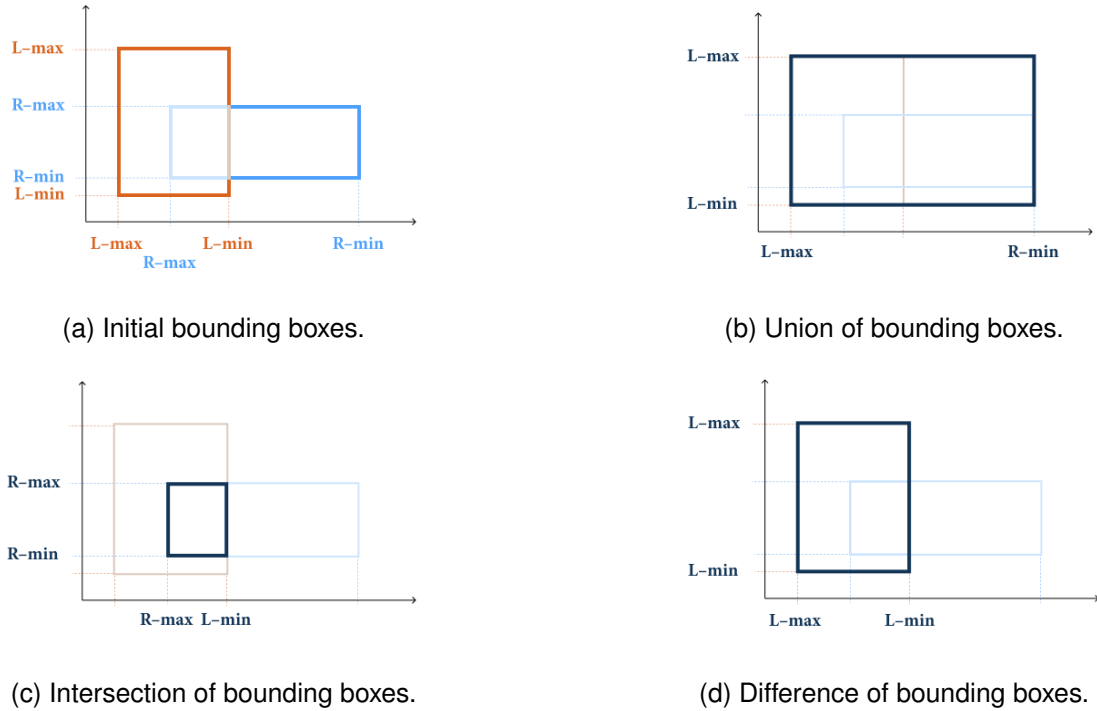 L–max
R–max
R–min
L–min
L–max
L–min
R–min
R–max
(a) Initial bounding boxes.
L–max
L–min
L–max
R–min
(b) Union of bounding boxes.
R–max
R–min
R–max L–min
(c) Intersection of bounding boxes.
L–max
L–min
L–max
L–min
(d) Difference of bounding boxes.